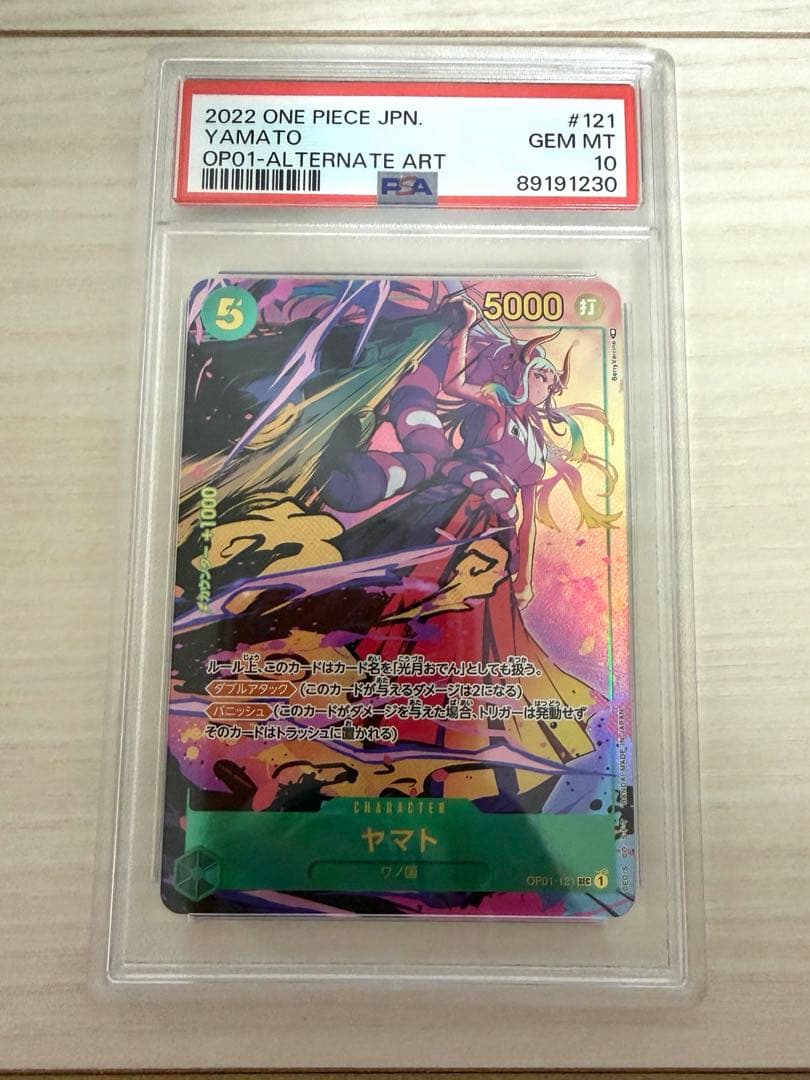 2022 ONE PIECE JPN. #121
YAMATO GEM MT
OP01-ALTERNATE ART 10
PSA 89191230
5 5000 打
BerryVerrine
カウンター +1000
ルール上、このカードはカード名を「光月おでん」としても扱う。
ダブルアタック (このカードが与えるダメージは2になる)
バニッシュ (このカードがダメージを与えた場合、トリガーは発動せず
そのカードはトラッシュに置かれる)
BANDAI MADE IN JAPAN
CHARACTER
ヤマト
ワノ国
OP01-121 SEC 1